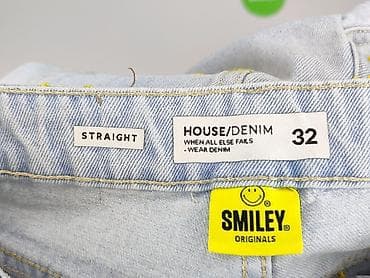 STRAIGHT
HOUSE/DENIM
WHEN ALL ELSE FAILS
- WEAR DENIM
32
®
SMILEY®
ORIGINALS